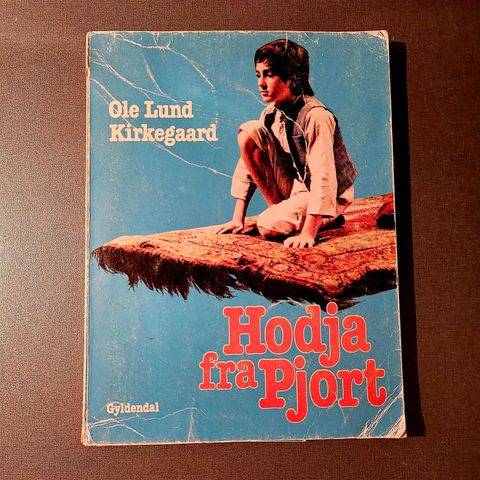 Ole Lund
Kirkegaard
Hodja
fra Pjort
Gyldendal